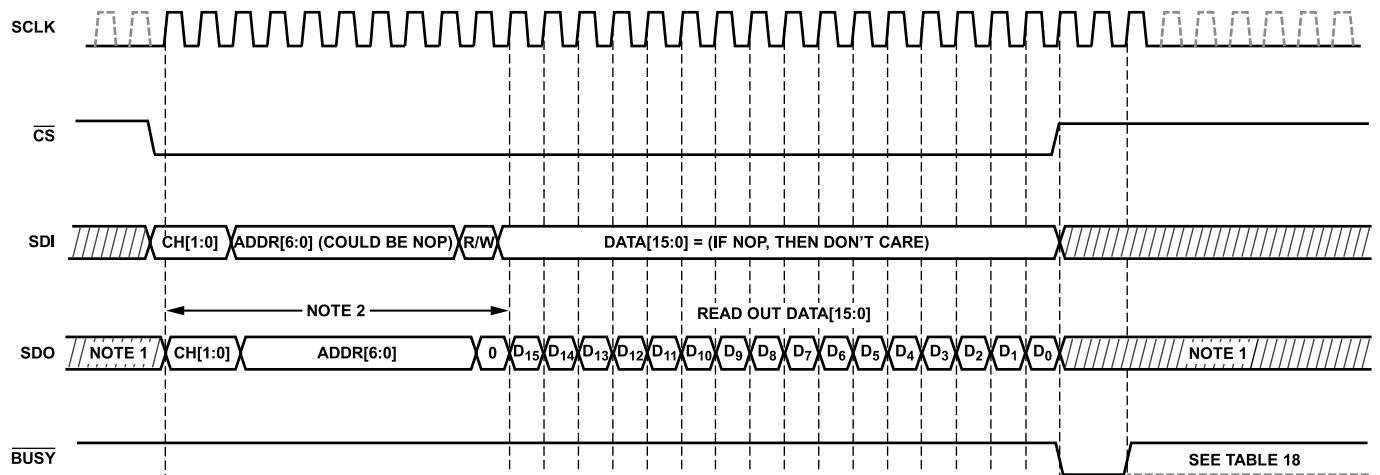 SCLK
CS
SDI CH[1:0] ADDR[6:0] (COULD BE NOP) R/W DATA[15:0] = (IF NOP, THEN DON'T CARE)
NOTE 2 READ OUT DATA[15:0]
SDO NOTE 1 CH[1:0] ADDR[6:0] 0 D15 D14 D13 D12 D11 D10 D9 D8 D7 D6 D5 D4 D3 D2 D1 D0 NOTE 1
BUSY SEE TABLE 18